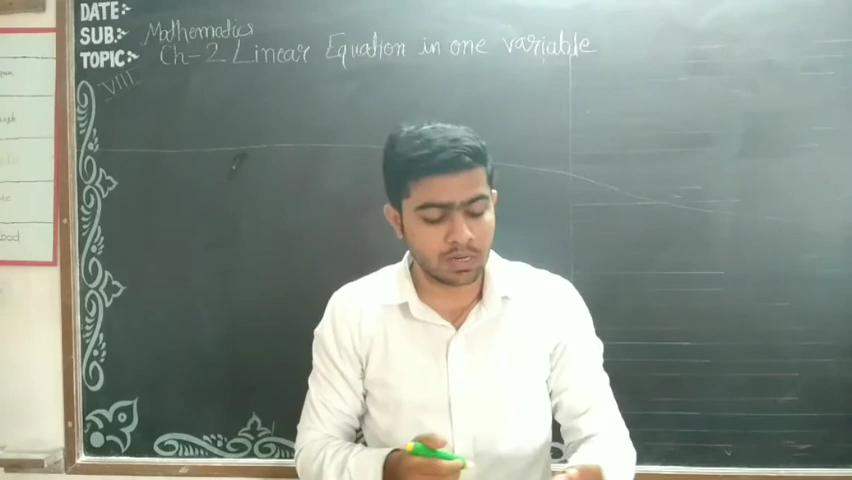 DATE:-
SUB.:- Mathematics
TOPIC:- Ch-2 Linear Equation in one variable
VIII